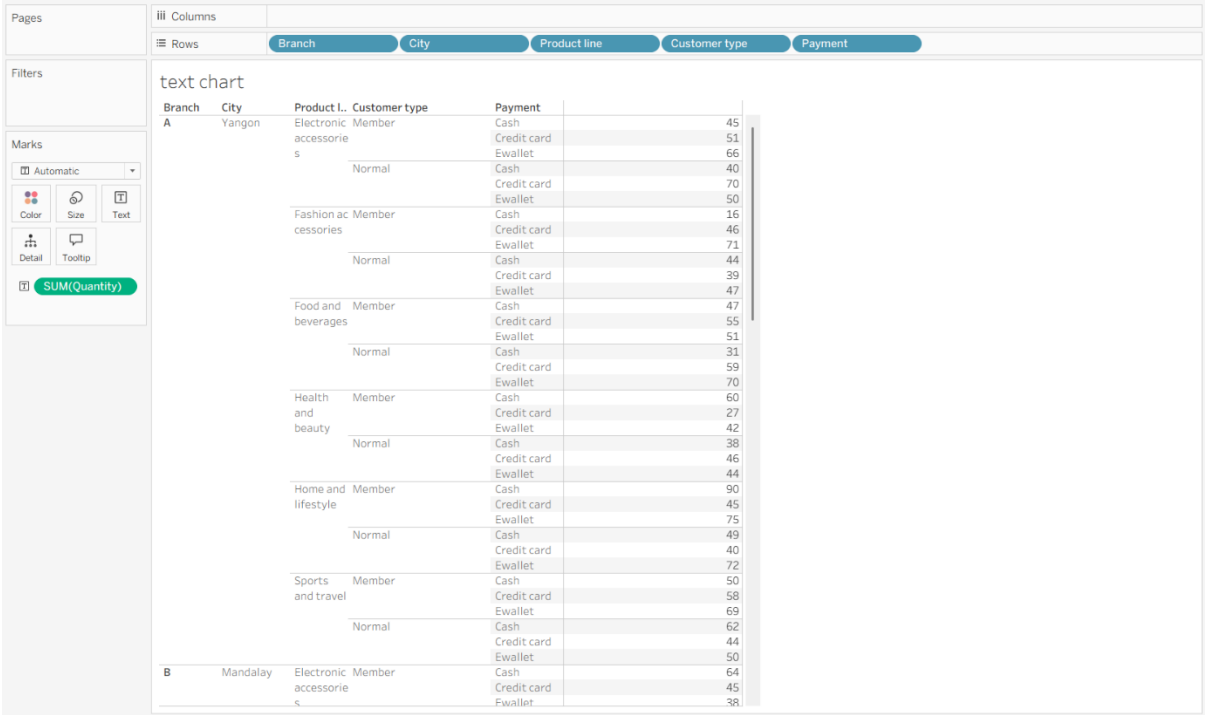 Pages
Columns
Rows Branch City Product line Customer type Payment
Filters
text chart
Branch City Product l.. Customer type Payment
A Yangon Electronic Member Cash 45
accessorie Credit card 51
s Ewallet 66
Normal Cash 40
Credit card 70
Ewallet 50
Fashion ac Member Cash 16
cessories Credit card 46
Ewallet 71
Normal Cash 44
Credit card 39
Ewallet 47
Food and Member Cash 47
beverages Credit card 55
Ewallet 51
Normal Cash 31
Credit card 59
Ewallet 70
Health Member Cash 60
and Credit card 27
beauty Ewallet 42
Normal Cash 38
Credit card 46
Ewallet 44
Home and Member Cash 90
lifestyle Credit card 45
Ewallet 75
Normal Cash 49
Credit card 40
Ewallet 72
Sports Member Cash 50
and travel Credit card 58
Ewallet 69
Normal Cash 62
Credit card 44
Ewallet 50
B Mandalay Electronic Member Cash 64
accessorie Credit card 45
s Ewallet 38
Marks
T Automatic
Color Size T Text
Detail Tooltip
T SUM(Quantity)